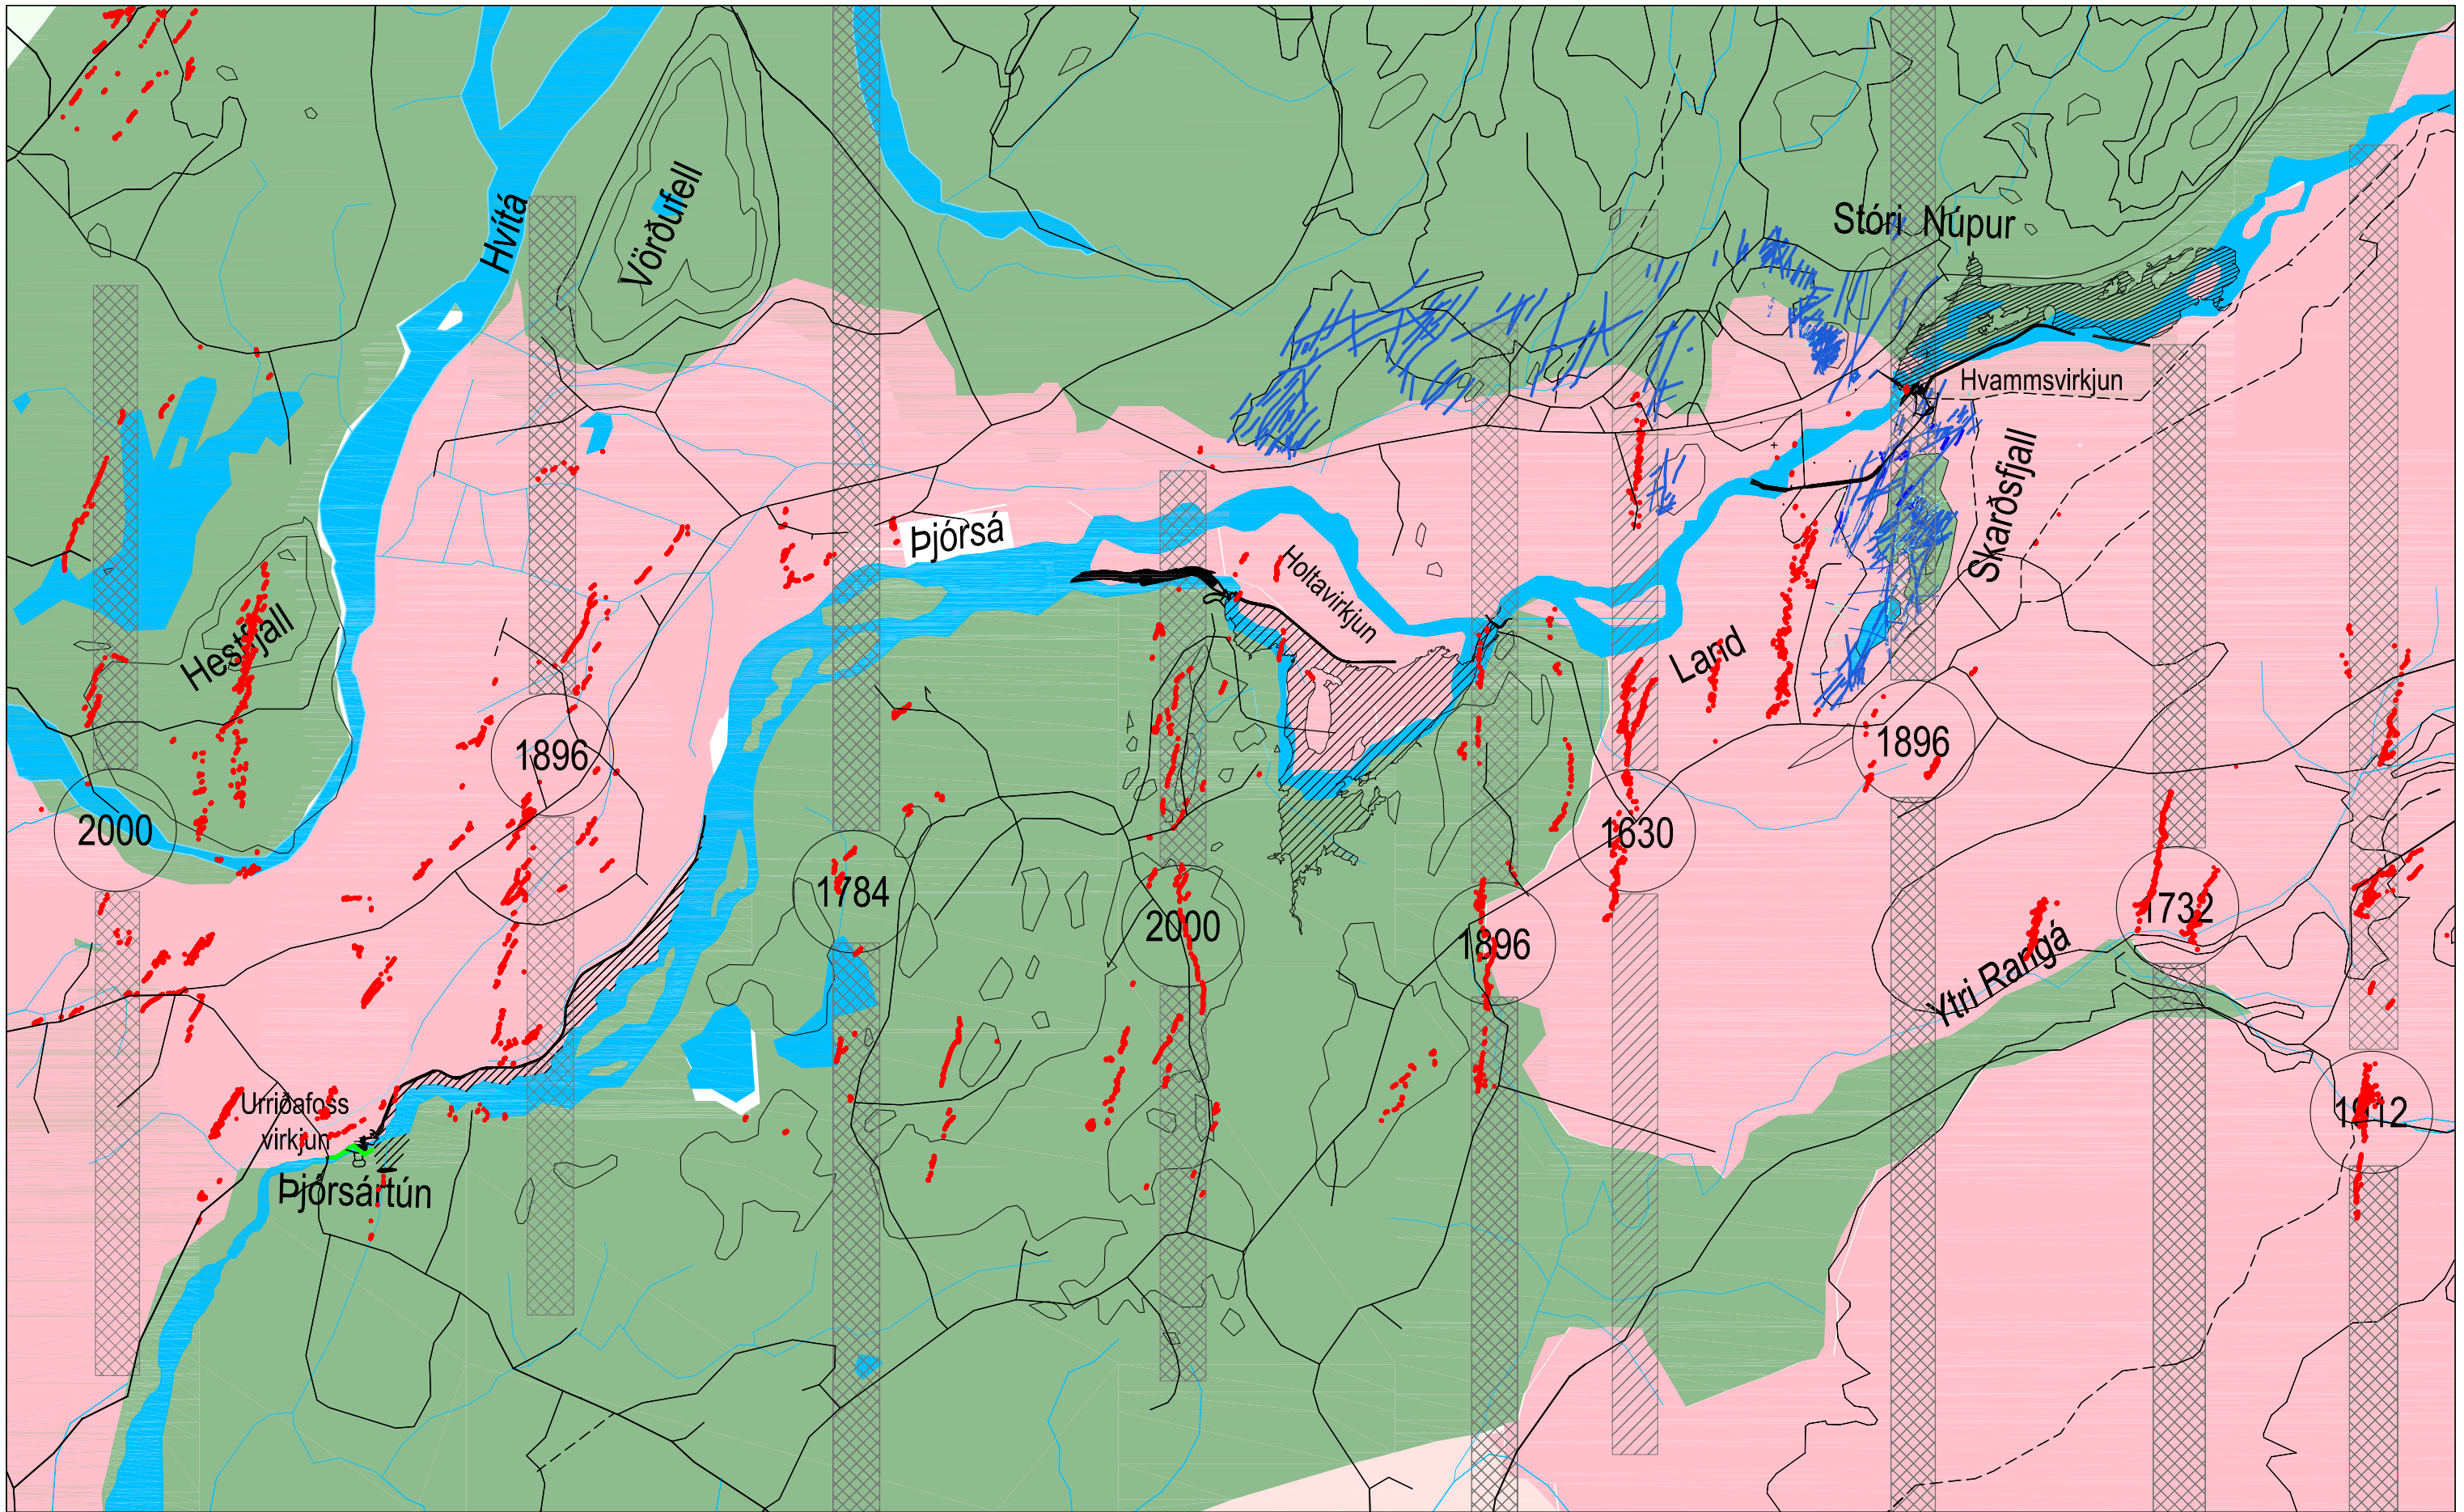 Hvítá
Vörðufell
Stóri Núpur
Hvammsvirkjun
Skarðsfjall
Þjórsá
Holtavirkjun
Hestfjall
Land
1896
1896
2000
1630
1784
2000
1896
1732
Ytri Rangá
1912
Urriðafoss
virkjun
Þjórsártún